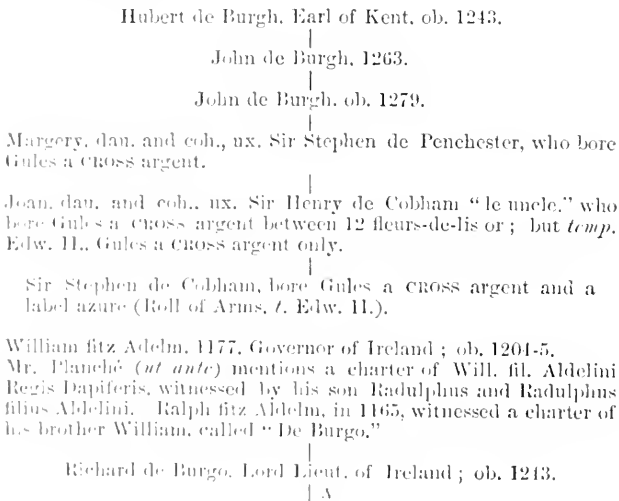 Hubert de Burgh, Earl of Kent, ob. 1243.
John de Burgh, 1263.
John de Burgh, ob. 1279.
Margery, dau. and coh., ux. Sir Stephen de Penchester, who bore
Gules a CROSS argent.
Joan, dau. and coh., ux. Sir Henry de Cobham “le uncle,” who
bore Gules a CROSS argent between 12 fleurs-de-lis or ; but temp.
Edw. II., Gules a CROSS argent only.
Sir Stephen de Cobham, bore Gules a CROSS argent and a
label azure (Roll of Arms, t. Edw. II.).
William fitz Adelm, 1177, Governor of Ireland ; ob. 1204-5.
Mr. Planché (ut ante) mentions a charter of Will. fil. Aldelini
Regis Dapiferis, witnessed by his son Radulphus and Radulphus
filius Aldelini. Ralph fitz Aldelm, in 1165, witnessed a charter of
his brother William, called “De Burgo.”
Richard de Burgo, Lord Lieut. of Ireland ; ob. 1243.
A